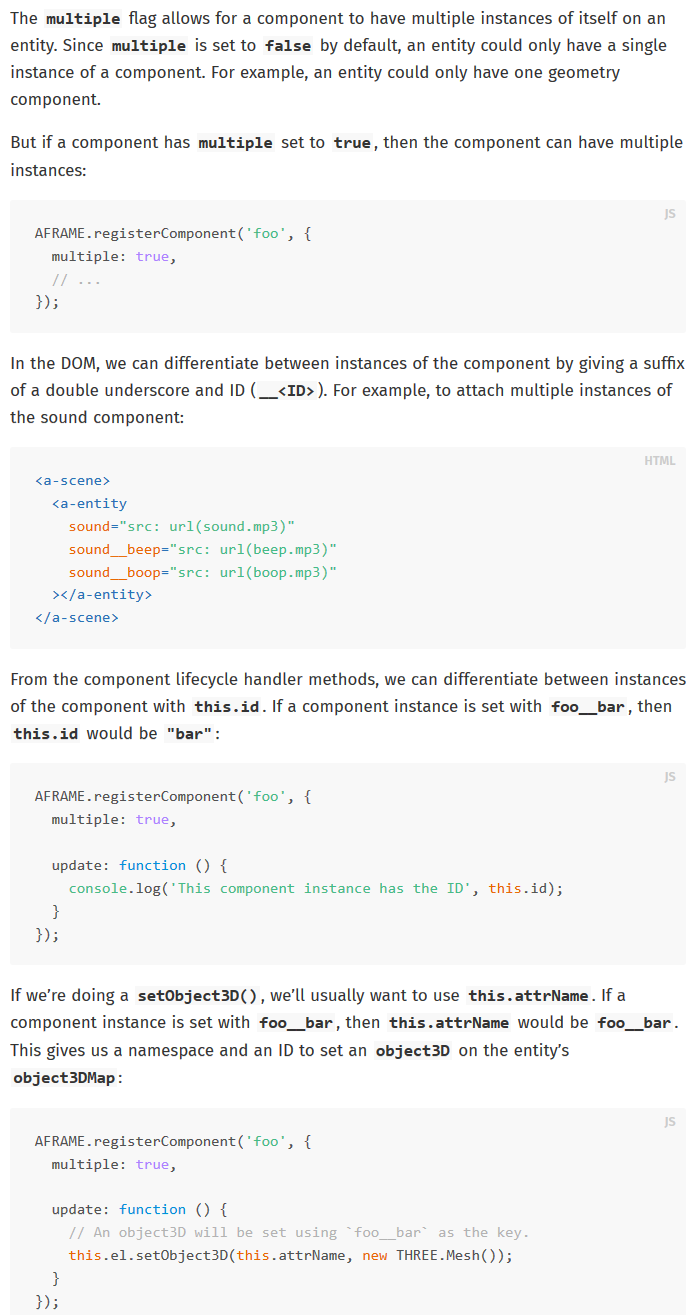 The multiple flag allows for a component to have multiple instances of itself on an
entity. Since multiple is set to false by default, an entity could only have a single
instance of a component. For example, an entity could only have one geometry
component.
But if a component has multiple set to true, then the component can have multiple
instances:
JS
AFRAME.registerComponent('foo', {
  multiple: true,
  // ...
});
In the DOM, we can differentiate between instances of the component by giving a suffix
of a double underscore and ID (__<ID>). For example, to attach multiple instances of
the sound component:
HTML
<a-scene>
  <a-entity
    sound="src: url(sound.mp3)"
    sound__beep="src: url(beep.mp3)"
    sound__boop="src: url(boop.mp3)"
  ></a-entity>
</a-scene>
From the component lifecycle handler methods, we can differentiate between instances
of the component with this.id. If a component instance is set with foo__bar, then
this.id would be "bar":
JS
AFRAME.registerComponent('foo', {
  multiple: true,
  update: function () {
    console.log('This component instance has the ID', this.id);
  }
});
If we’re doing a setObject3D(), we’ll usually want to use this.attrName. If a
component instance is set with foo__bar, then this.attrName would be foo__bar.
This gives us a namespace and an ID to set an object3D on the entity’s
object3DMap:
JS
AFRAME.registerComponent('foo', {
  multiple: true,
  update: function () {
    // An object3D will be set using `foo__bar` as the key.
    this.el.setObject3D(this.attrName, new THREE.Mesh());
  }
});